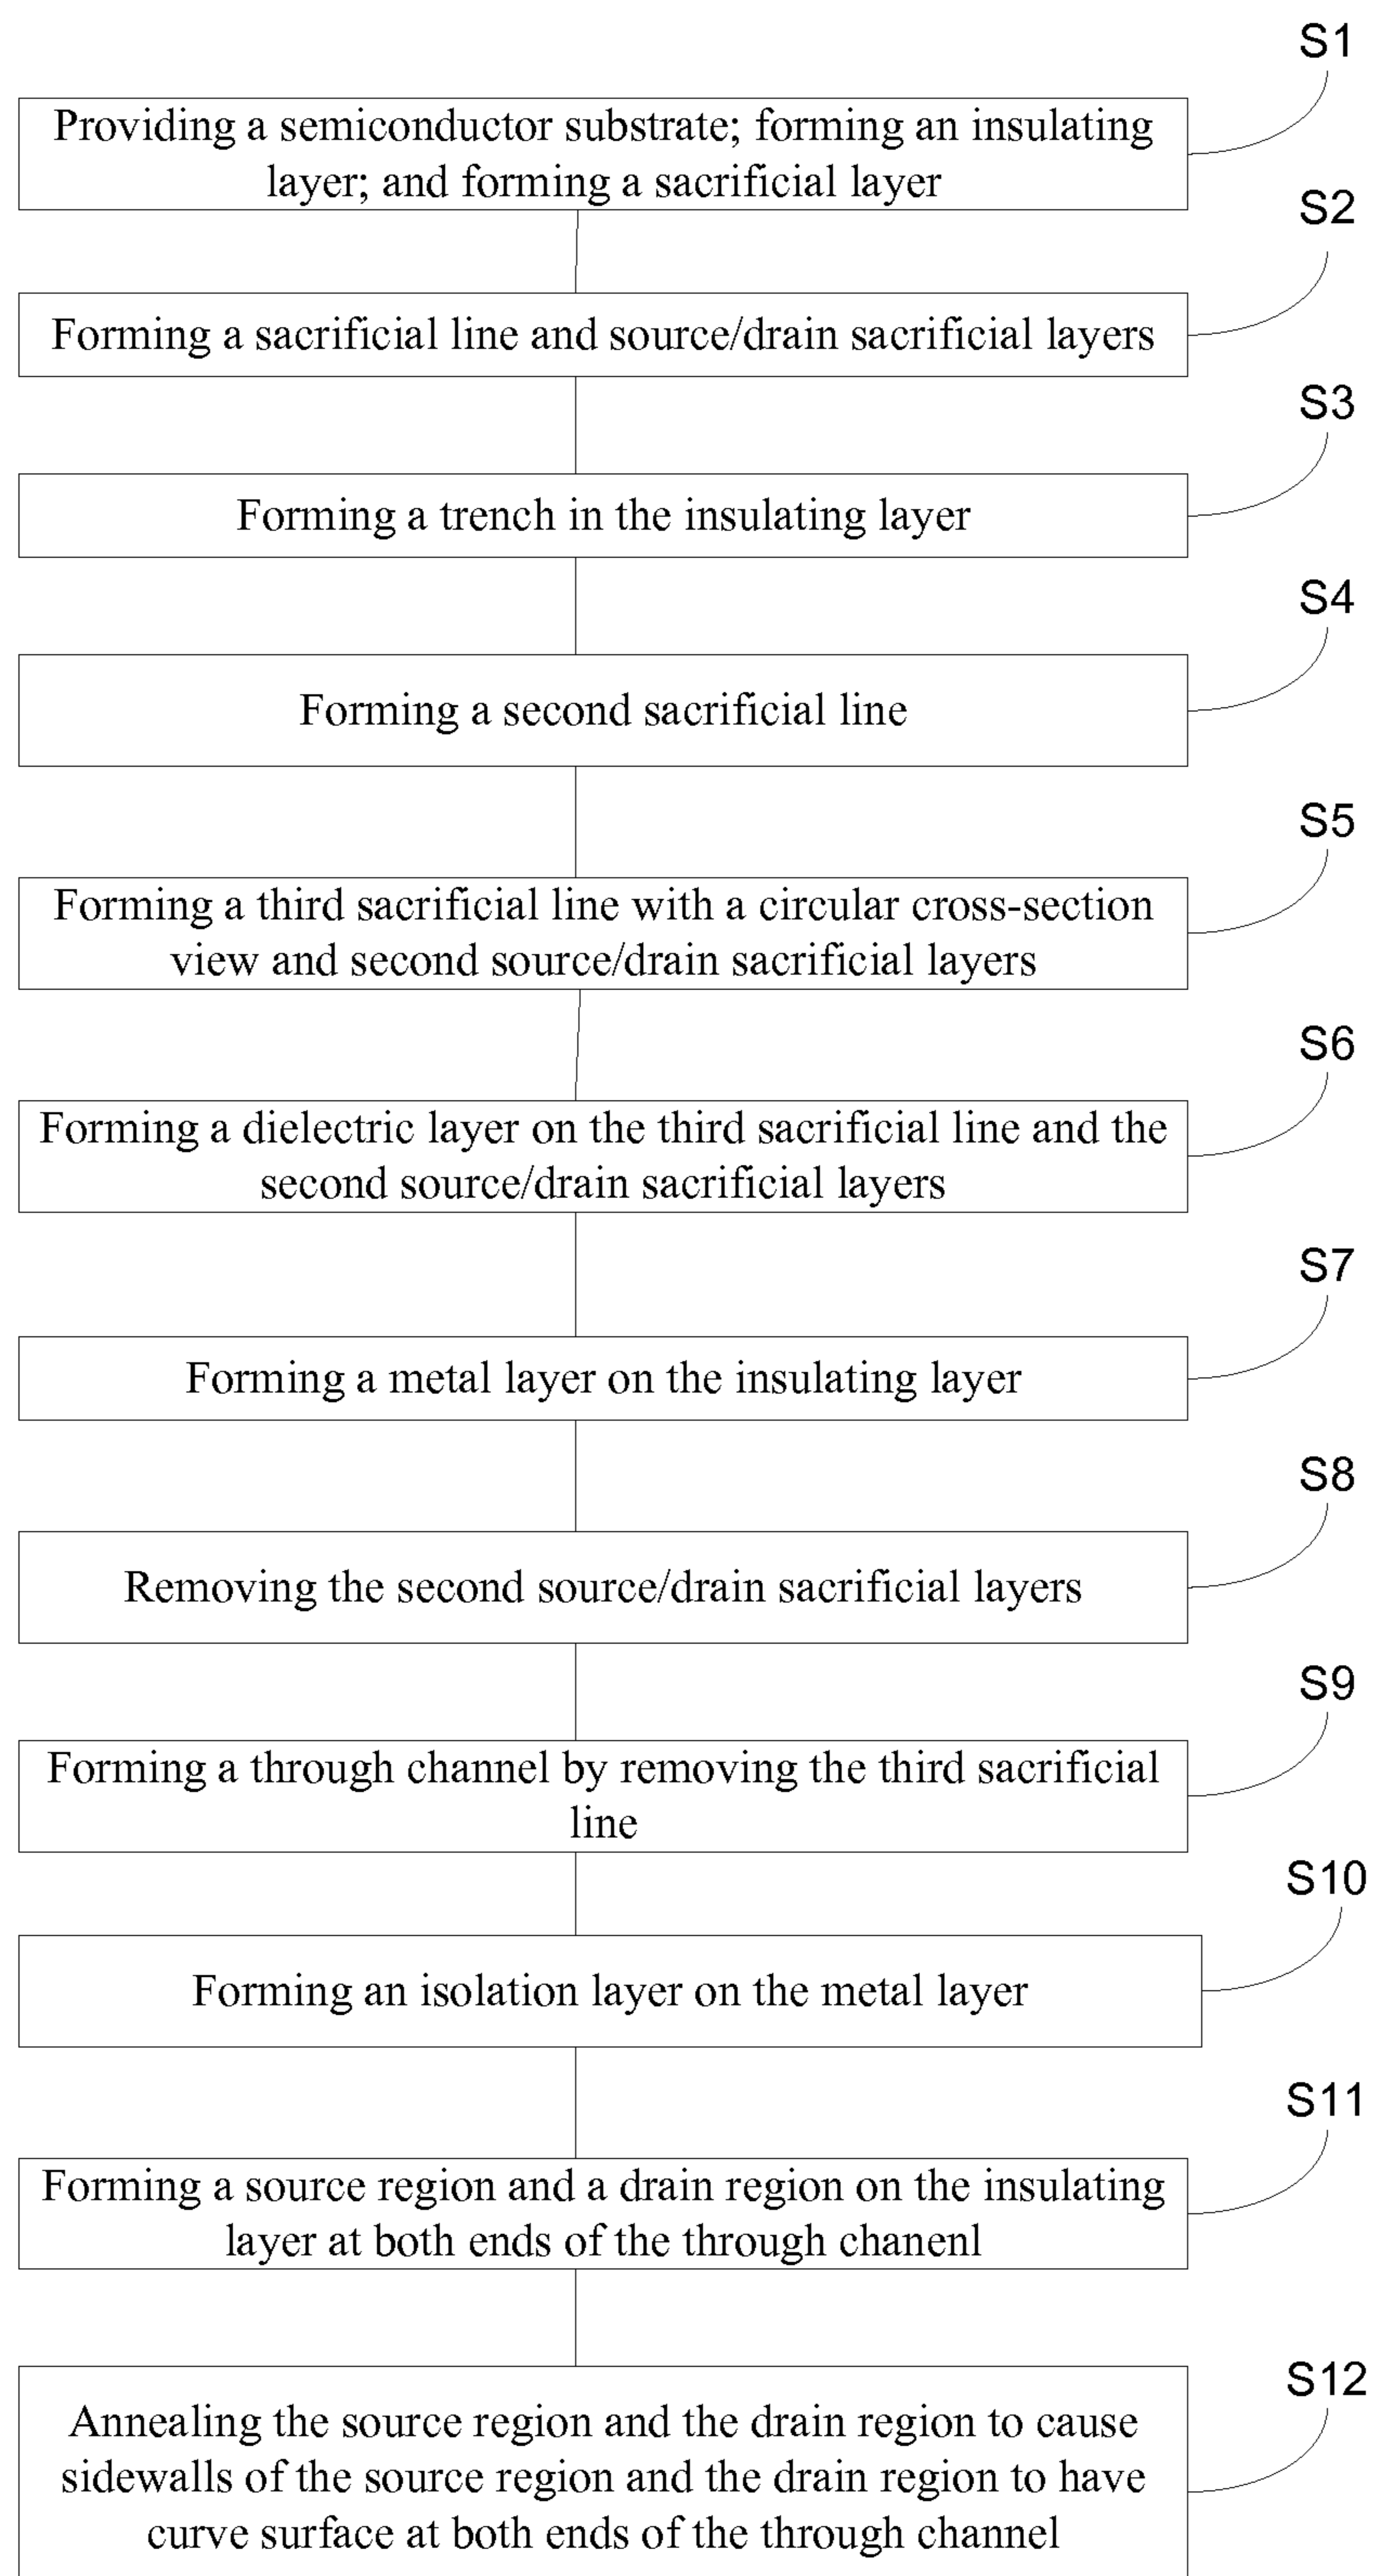 S1
Providing a semiconductor substrate; forming an insulating
layer; and forming a sacrificial layer
S2
Forming a sacrificial line and source/drain sacrificial layers
S3
Forming a trench in the insulating layer
S4
Forming a second sacrificial line
S5
Forming a third sacrificial line with a circular cross-section
view and second source/drain sacrificial layers
S6
Forming a dielectric layer on the third sacrificial line and the
second source/drain sacrificial layers
S7
Forming a metal layer on the insulating layer
S8
Removing the second source/drain sacrificial layers
S9
Forming a through channel by removing the third sacrificial
line
S10
Forming an isolation layer on the metal layer
S11
Forming a source region and a drain region on the insulating
layer at both ends of the through chanenl
S12
Annealing the source region and the drain region to cause
sidewalls of the source region and the drain region to have
curve surface at both ends of the through channel